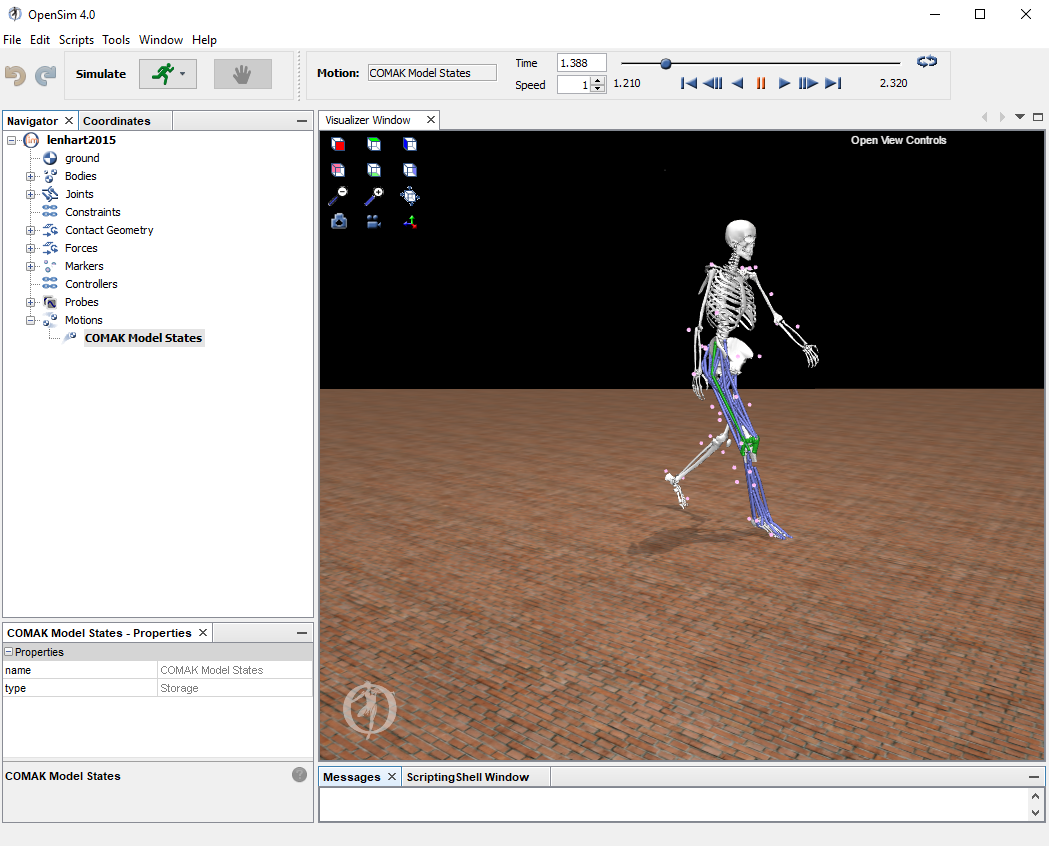 OpenSim 4.0
File Edit Scripts Tools Window Help
Simulate
Motion: COMAK Model States
Time 1.388
Speed 1 1.210 2.320
Navigator Coordinates
lenhart2015
ground
Bodies
Joints
Constraints
Contact Geometry
Forces
Markers
Controllers
Probes
Motions
COMAK Model States
Visualizer Window
Open View Controls
COMAK Model States - Properties
Properties
name COMAK Model States
type Storage
COMAK Model States
?
Messages ScriptingShell Window